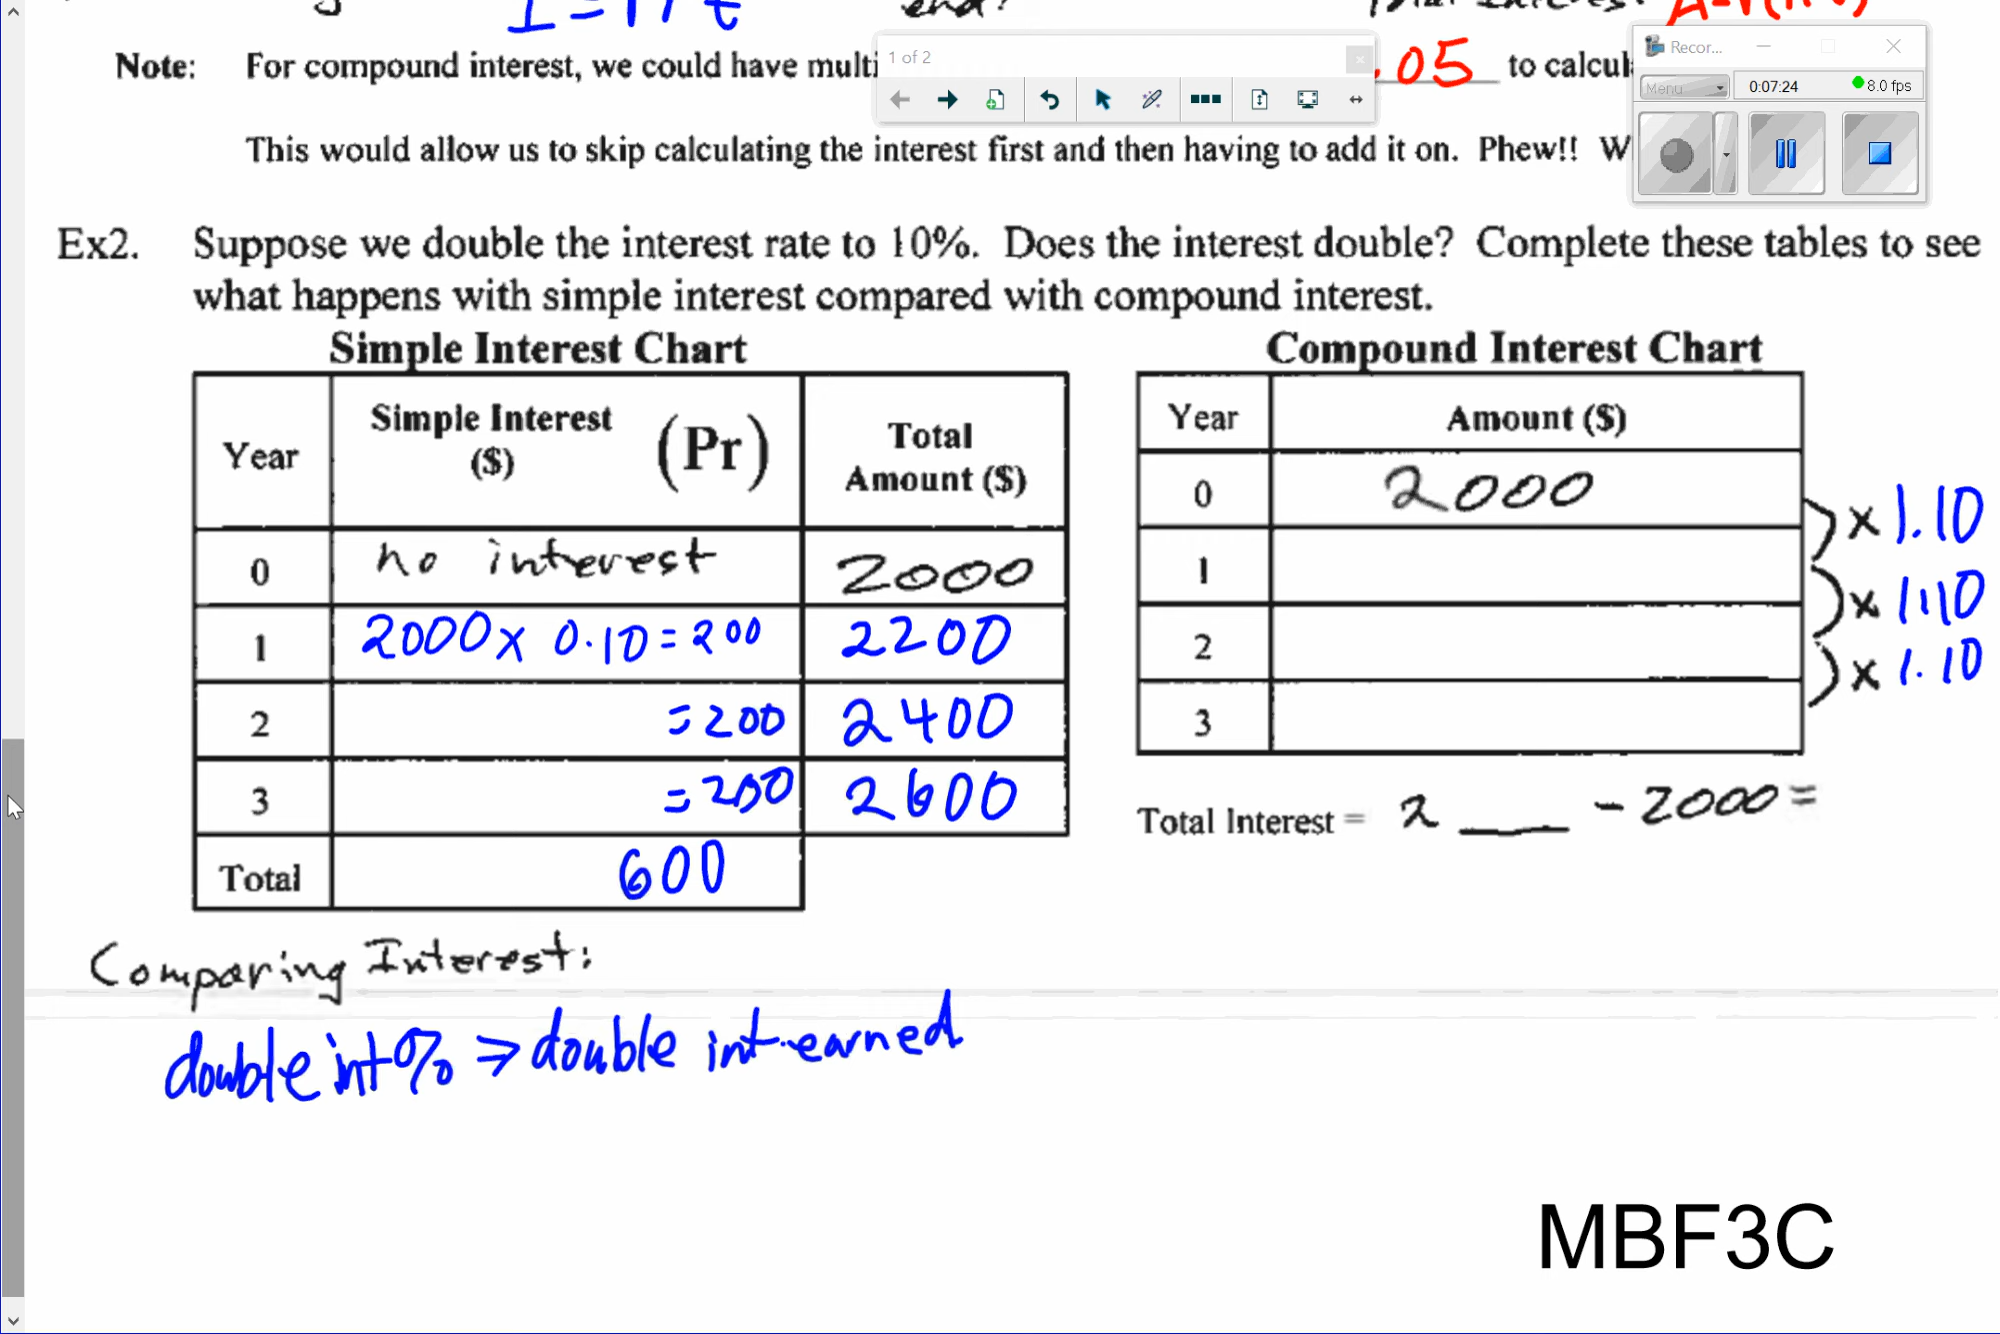 I = Prt end?
1 of 2
Recor...
Note: For compound interest, we could have multi .05 to calcul
Menu 0:07:24 8.0 fps
This would allow us to skip calculating the interest first and then having to add it on. Phew!! W
Ex2. Suppose we double the interest rate to 10%. Does the interest double? Complete these tables to see
what happens with simple interest compared with compound interest.
Simple Interest Chart
Year Simple Interest ($) (Pr) Total Amount ($)
0 no interest 2000
1 2000 x 0.10 = 200 2200
2 = 200 2400
3 = 200 2600
Total 600
Compound Interest Chart
Year Amount ($)
0 2000
1
2
3
x 1.10
x 1.10
x 1.10
Total Interest = 2 ___ - 2000 =
Comparing Interest:
double int % => double int. earned
MBF3C